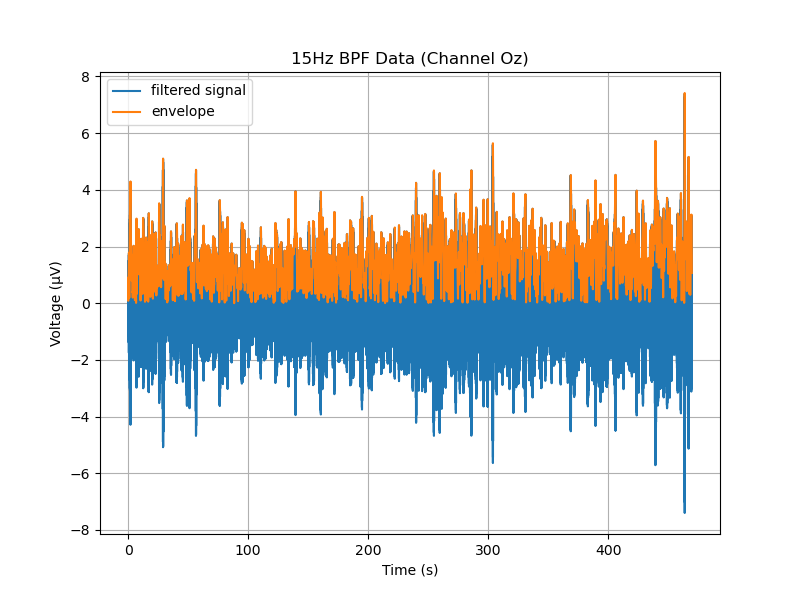 15Hz BPF Data (Channel Oz)
filtered signal
envelope
Voltage (μV)
8
6
4
2
0
−2
−4
−6
−8
0 100 200 300 400
Time (s)